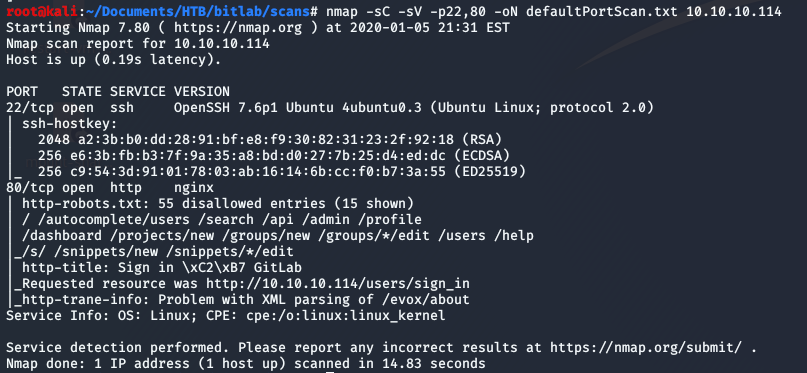 root@kali:~/Documents/HTB/bitlab/scans# nmap -sC -sV -p22,80 -oN defaultPortScan.txt 10.10.10.114
Starting Nmap 7.80 ( https://nmap.org ) at 2020-01-05 21:31 EST
Nmap scan report for 10.10.10.114
Host is up (0.19s latency).

PORT   STATE SERVICE VERSION
22/tcp open  ssh     OpenSSH 7.6p1 Ubuntu 4ubuntu0.3 (Ubuntu Linux; protocol 2.0)
| ssh-hostkey:
|   2048 a2:3b:b0:dd:28:91:bf:e8:f9:30:82:31:23:2f:92:18 (RSA)
|   256 e6:3b:fb:b3:7f:9a:35:a8:bd:d0:27:7b:25:d4:ed:dc (ECDSA)
|_  256 c9:54:3d:91:01:78:03:ab:16:14:6b:cc:f0:b7:3a:55 (ED25519)
80/tcp open  http    nginx
| http-robots.txt: 55 disallowed entries (15 shown)
| / /autocomplete/users /search /api /admin /profile
| /dashboard /projects/new /groups/new /groups/*/edit /users /help
|_/s/ /snippets/new /snippets/*/edit
| http-title: Sign in \xC2\xB7 GitLab
|_Requested resource was http://10.10.10.114/users/sign_in
|_http-trane-info: Problem with XML parsing of /evox/about
Service Info: OS: Linux; CPE: cpe:/o:linux:linux_kernel

Service detection performed. Please report any incorrect results at https://nmap.org/submit/ .
Nmap done: 1 IP address (1 host up) scanned in 14.83 seconds